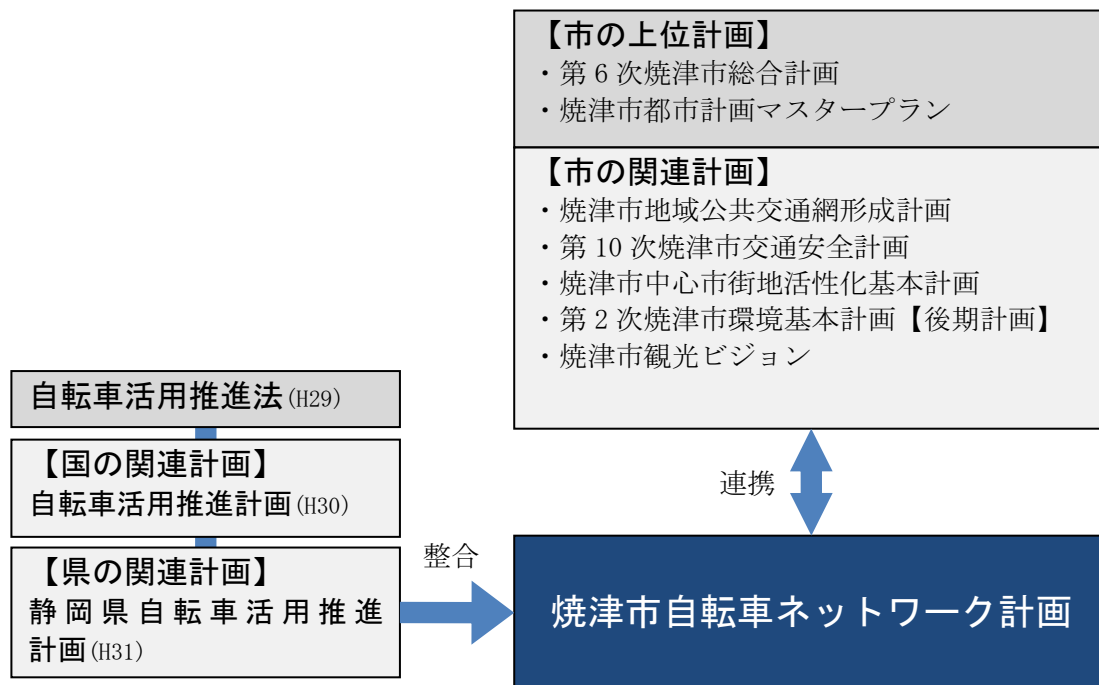 【市の上位計画】
・第6次焼津市総合計画
・焼津市都市計画マスタープラン
【市の関連計画】
・焼津市地域公共交通網形成計画
・第10次焼津市交通安全計画
・焼津市中心市街地活性化基本計画
・第2次焼津市環境基本計画【後期計画】
・焼津市観光ビジョン
自転車活用推進法(H29)
【国の関連計画】
自転車活用推進計画(H30)
【県の関連計画】
静岡県自転車活用推進
計画(H31)
整合
連携
焼津市自転車ネットワーク計画